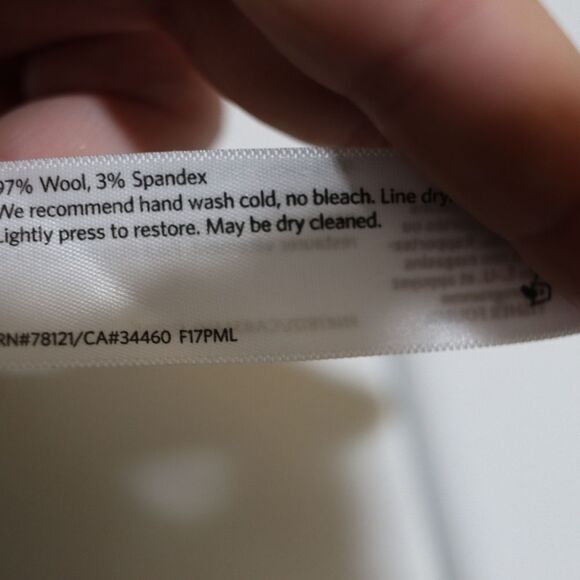 97% Wool, 3% Spandex
We recommend hand wash cold, no bleach. Line dry.
Lightly press to restore. May be dry cleaned.
RN#78121/CA#34460 F17PML